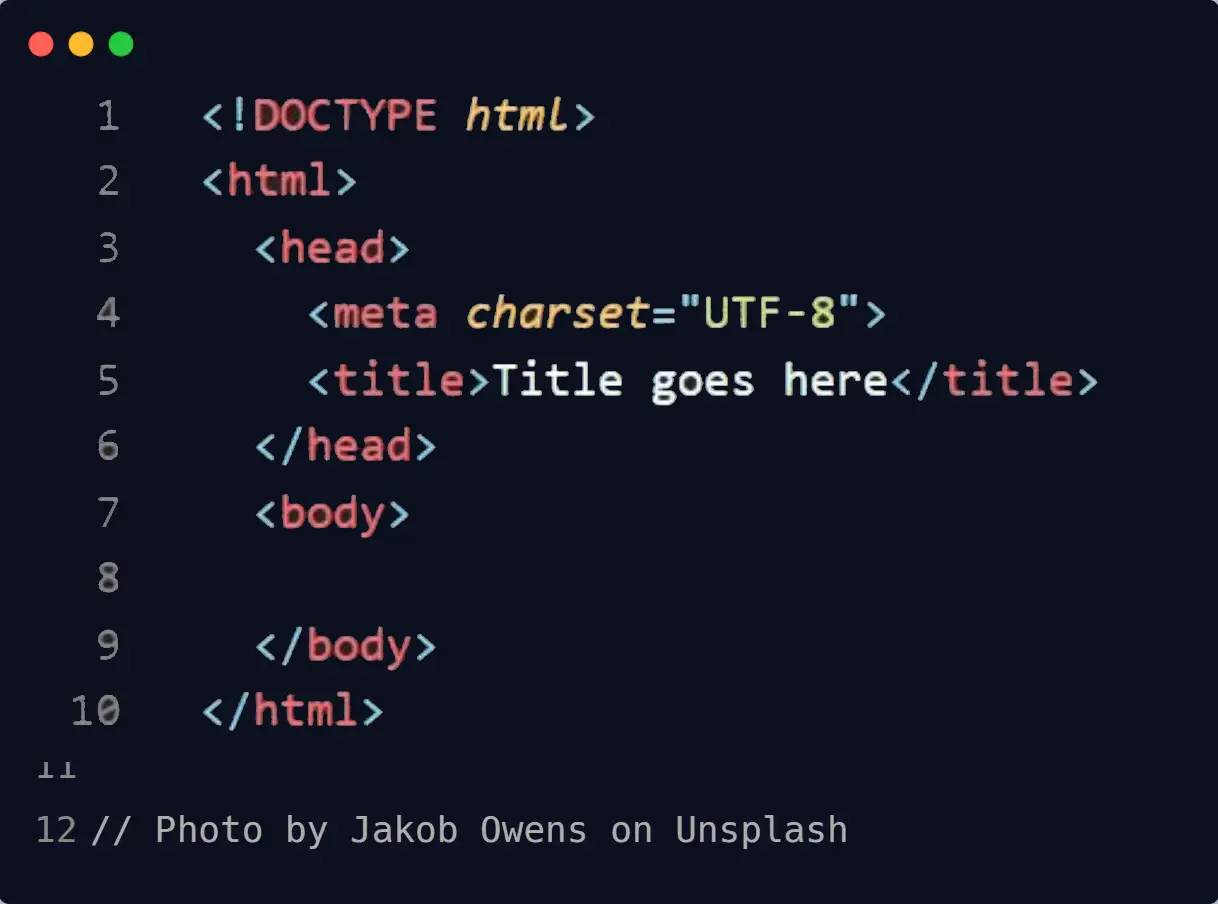 1 <!DOCTYPE html>
2 <html>
3 <head>
4 <meta charset="UTF-8">
5 <title>Title goes here</title>
6 </head>
7 <body>
8
9 </body>
10 </html>
11
12 // Photo by Jakob Owens on Unsplash